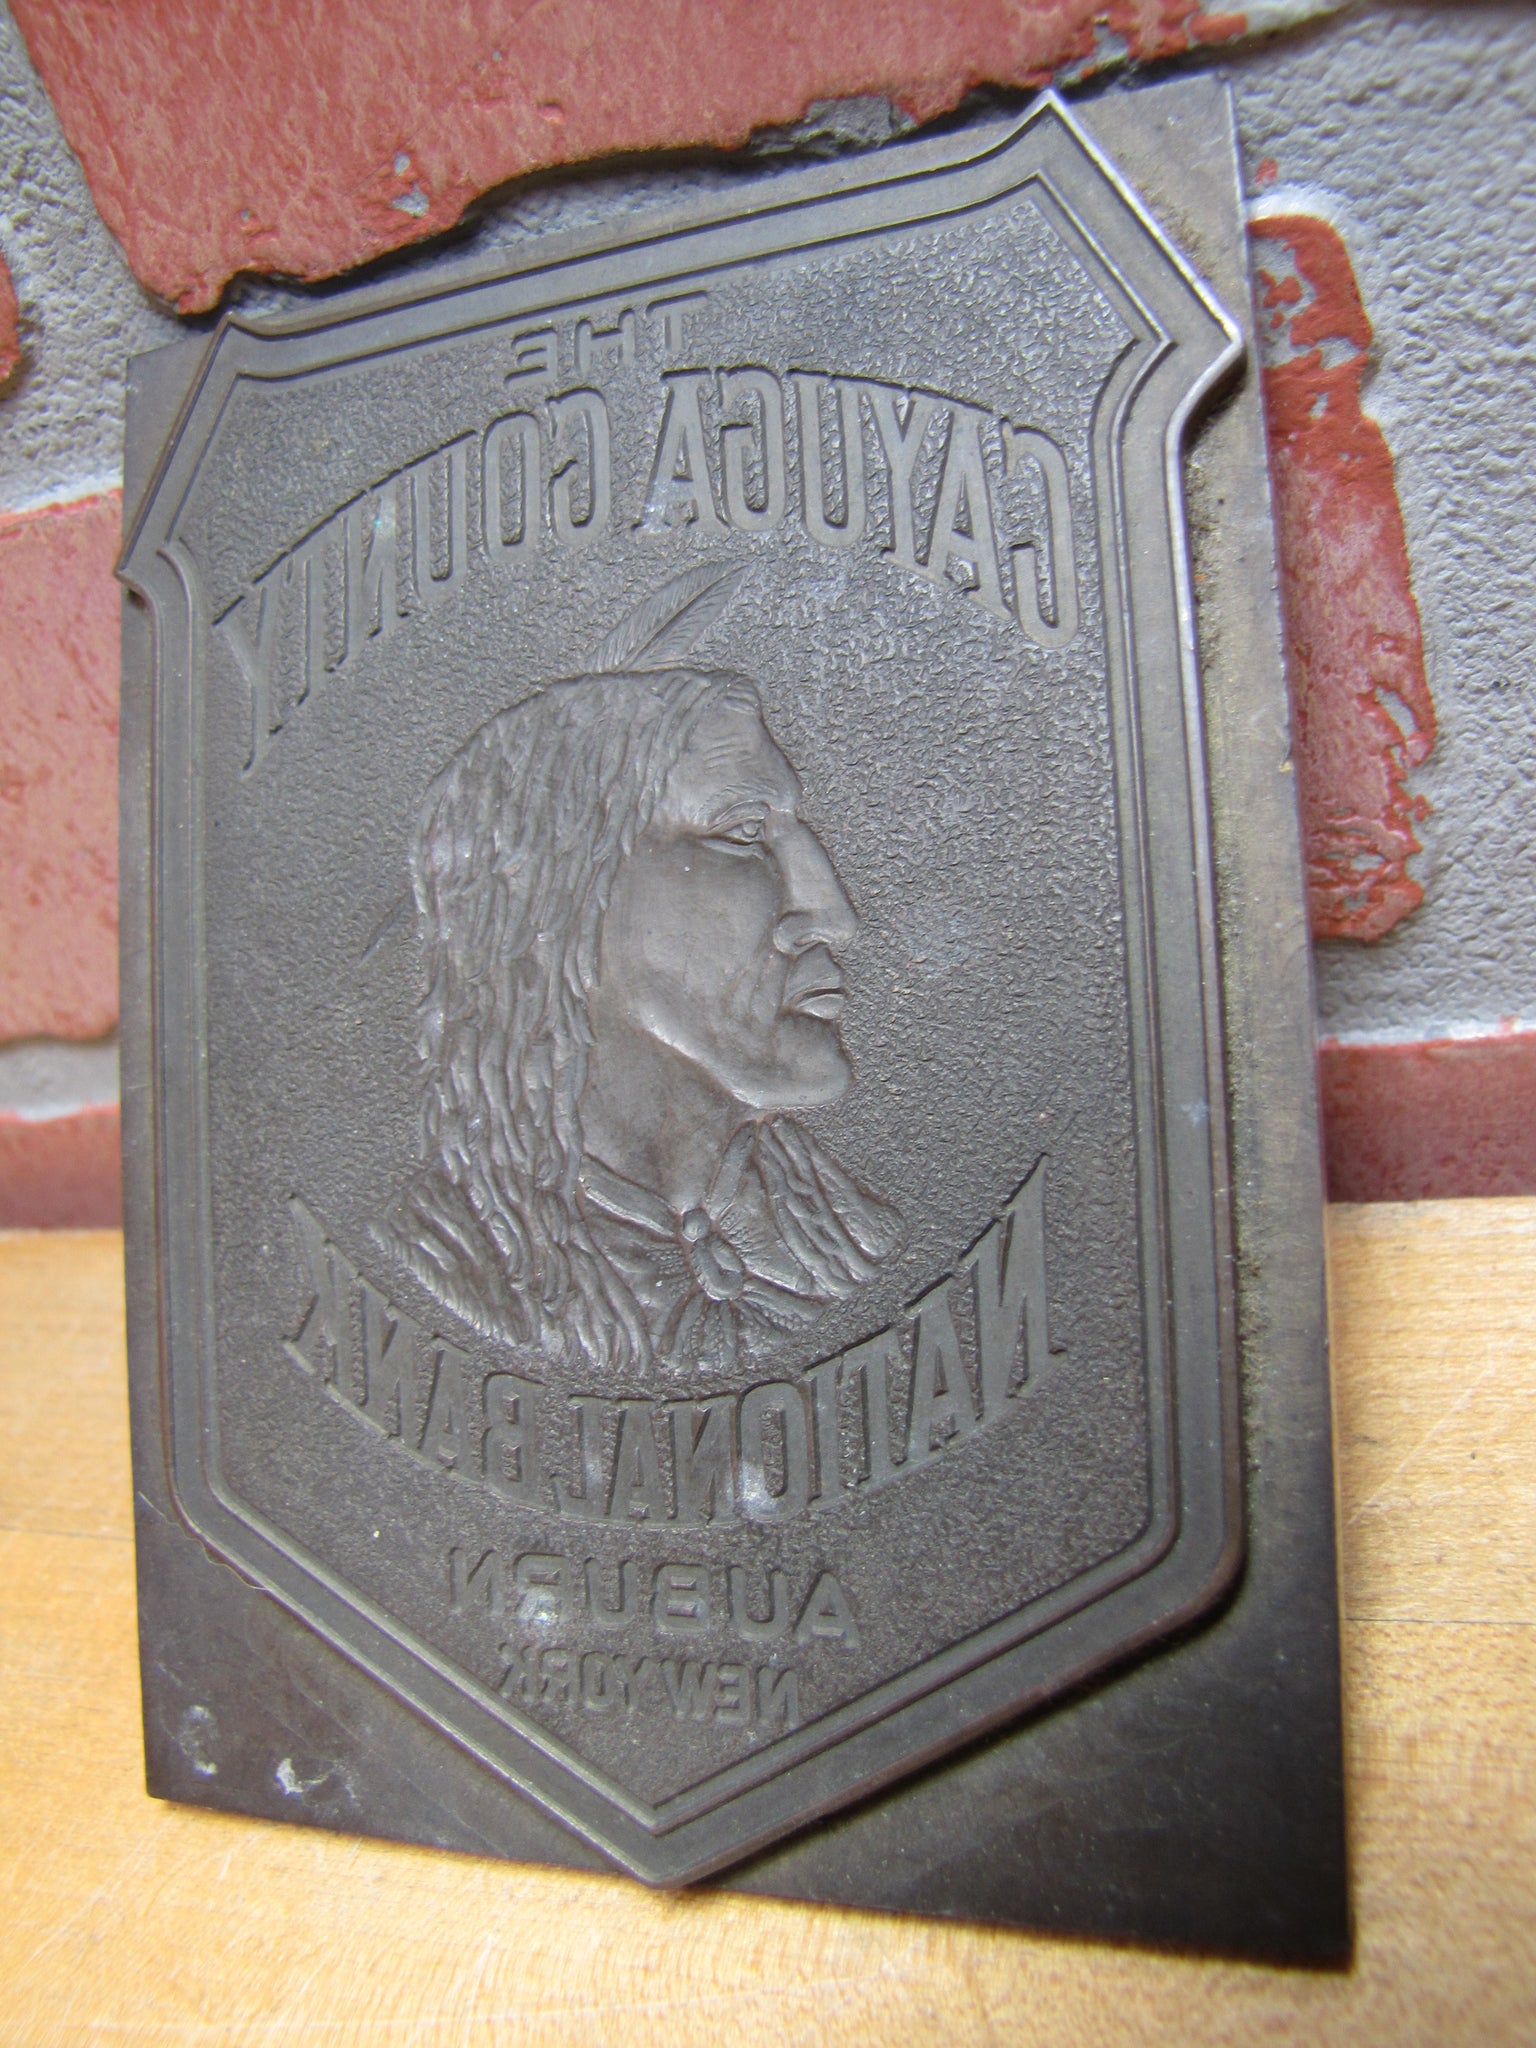 THE
CAYUGA COUNTY
NATIONAL BANK
AUBURN
NEW YORK